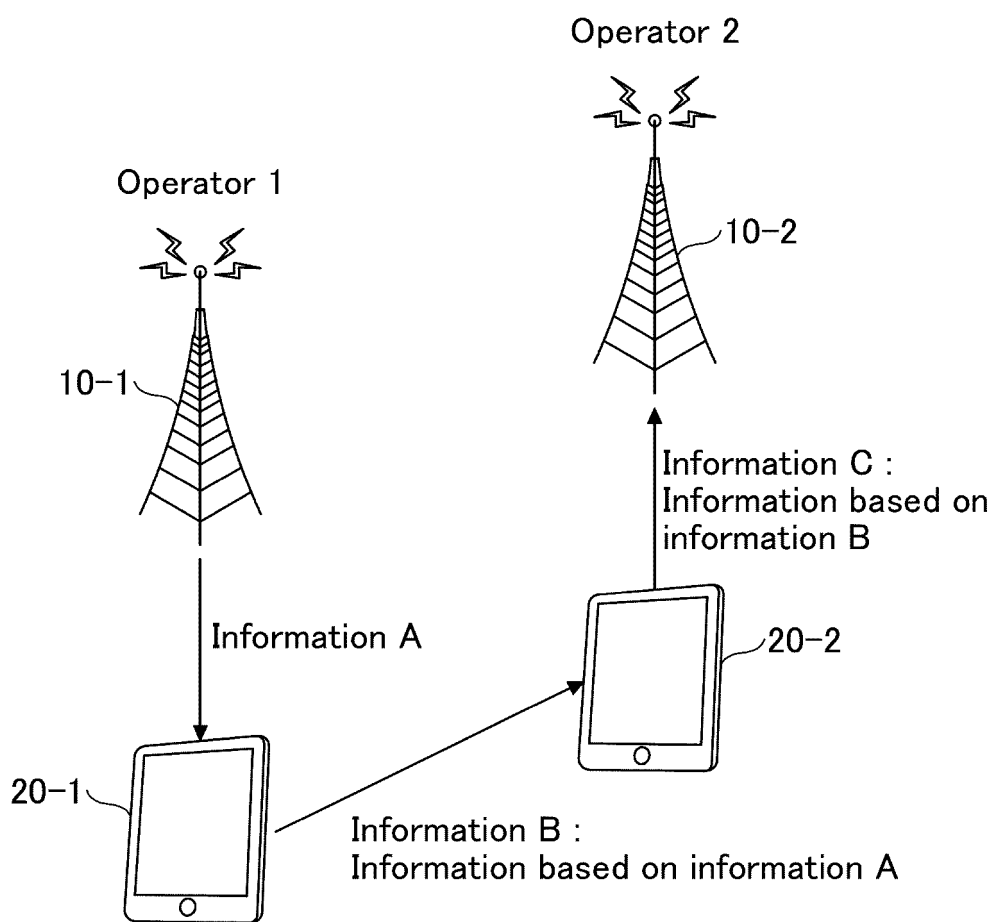 Operator 2
Operator 1
10-2
10-1
Information C :
Information based on
information B
Information A
20-2
20-1
Information B :
Information based on information A